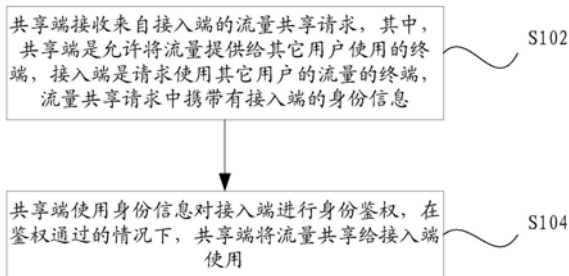 共享端接收来自接入端的流量共享请求，其中，
共享端是允许将流量提供给其它用户使用的终
端，接入端是请求使用其它用户的流量的终端，
流量共享请求中携带有接入端的身份信息
S102
共享端使用身份信息对接入端进行身份鉴权，在
鉴权通过的情况下，共享端将流量共享给接入端
使用
S104